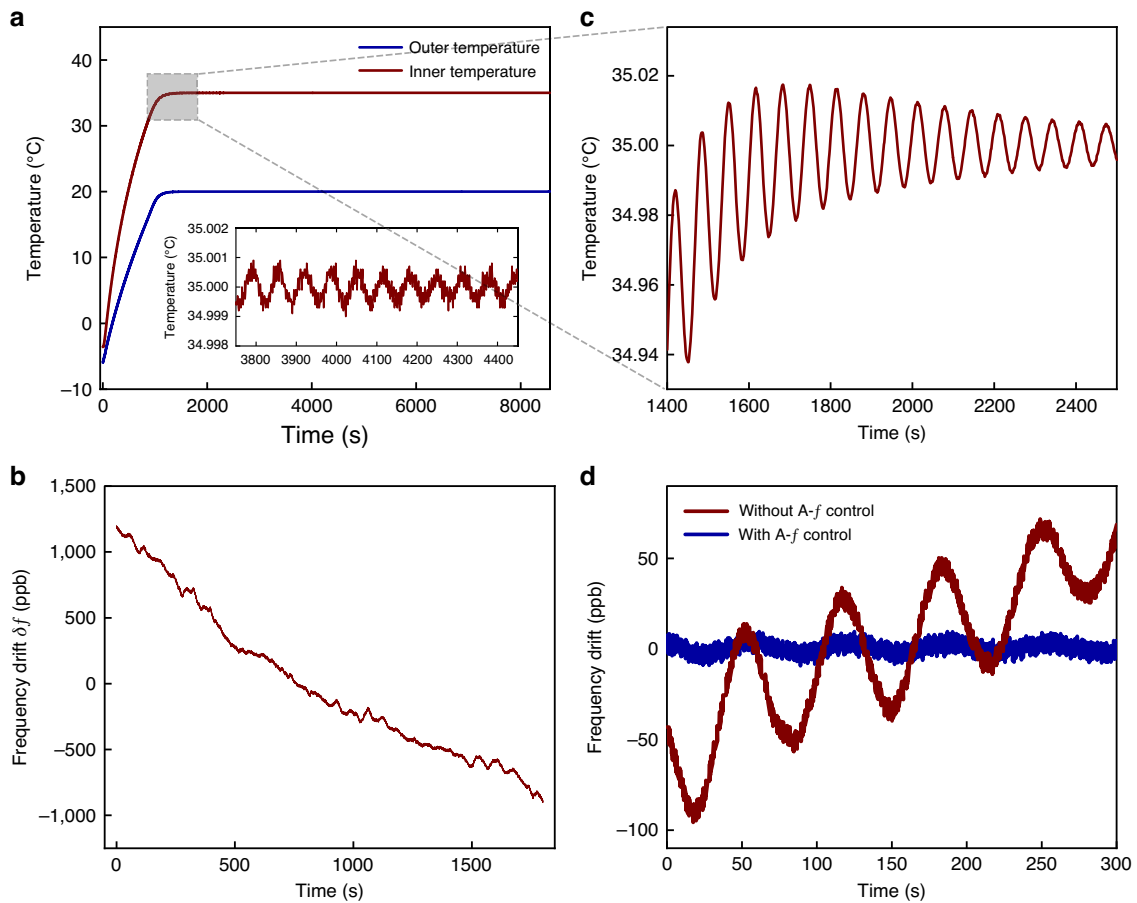 a
40
30
20
10
0
−10
Temperature (°C)
Outer temperature
Inner temperature
35.002
35.001
35.000
34.999
34.998
Temperature (°C)
3800 3900 4000 4100 4200 4300 4400
0 2000 4000 6000 8000
Time (s)
c
35.02
35.00
34.98
34.96
34.94
Temperature (°C)
1400 1600 1800 2000 2200 2400
Time (s)
b
1,500
1,000
500
0
−500
−1,000
Frequency drift δf (ppb)
0 500 1000 1500
Time (s)
d
Without A-f control
With A-f control
50
0
−50
−100
Frequency drift (ppb)
0 50 100 150 200 250 300
Time (s)